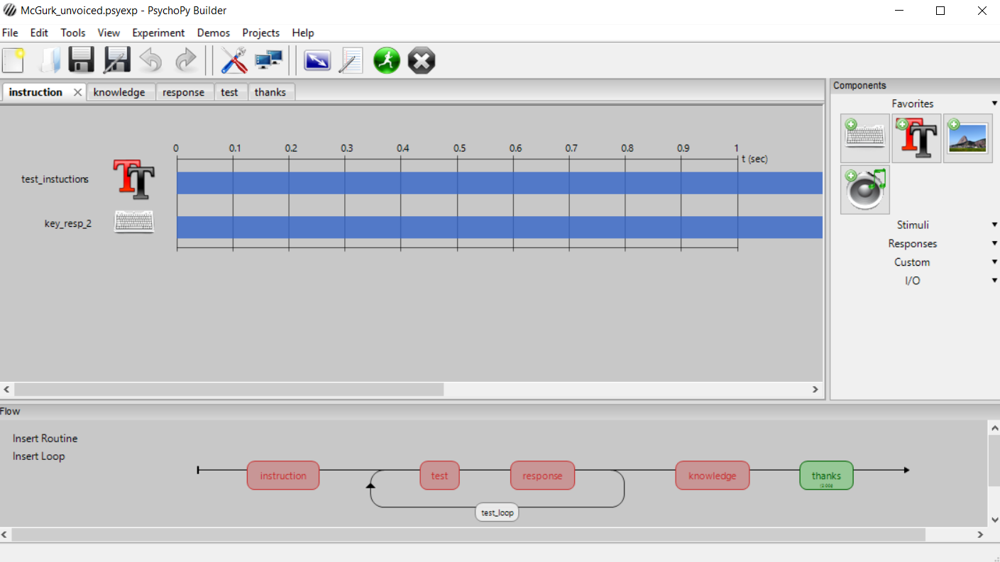 McGurk_unvoiced.psyexp - PsychoPy Builder
File Edit Tools View Experiment Demos Projects Help
instruction knowledge response test thanks
0 0.1 0.2 0.3 0.4 0.5 0.6 0.7 0.8 0.9 1
t (sec)
test_instuctions
key_resp_2
Components
Favorites
Stimuli
Responses
Custom
I/O
Flow
Insert Routine
Insert Loop
instruction test response knowledge thanks
test_loop